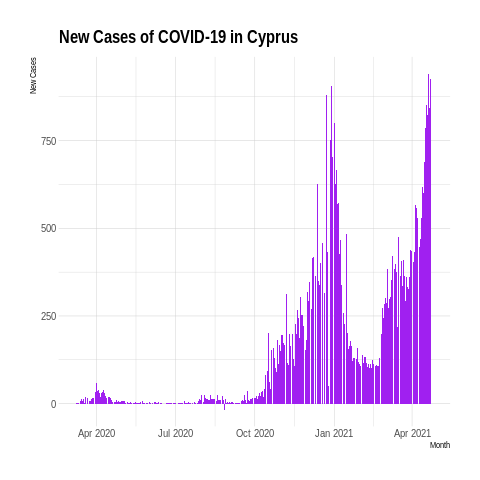 New Cases of COVID-19 in Cyprus
New Cases
750
500
250
0
Apr 2020 Jul 2020 Oct 2020 Jan 2021 Apr 2021
Month